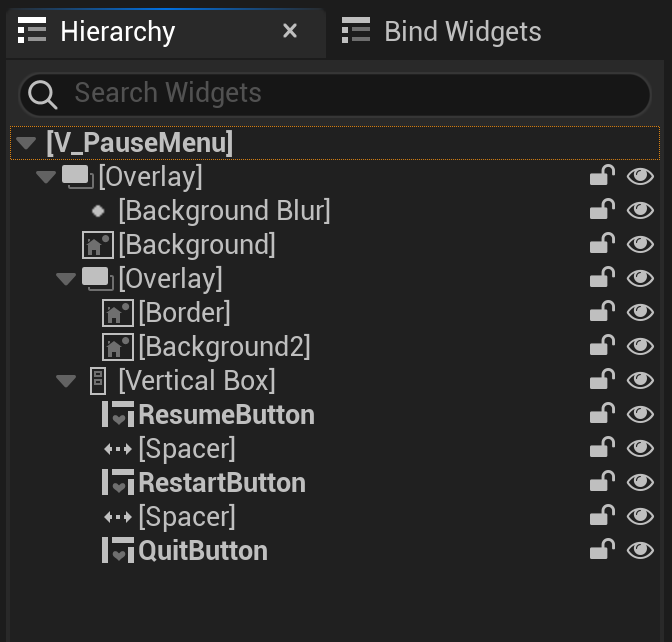 Hierarchy
Bind Widgets
Search Widgets
[V_PauseMenu]
[Overlay]
[Background Blur]
[Background]
[Overlay]
[Border]
[Background2]
[Vertical Box]
ResumeButton
[Spacer]
RestartButton
[Spacer]
QuitButton